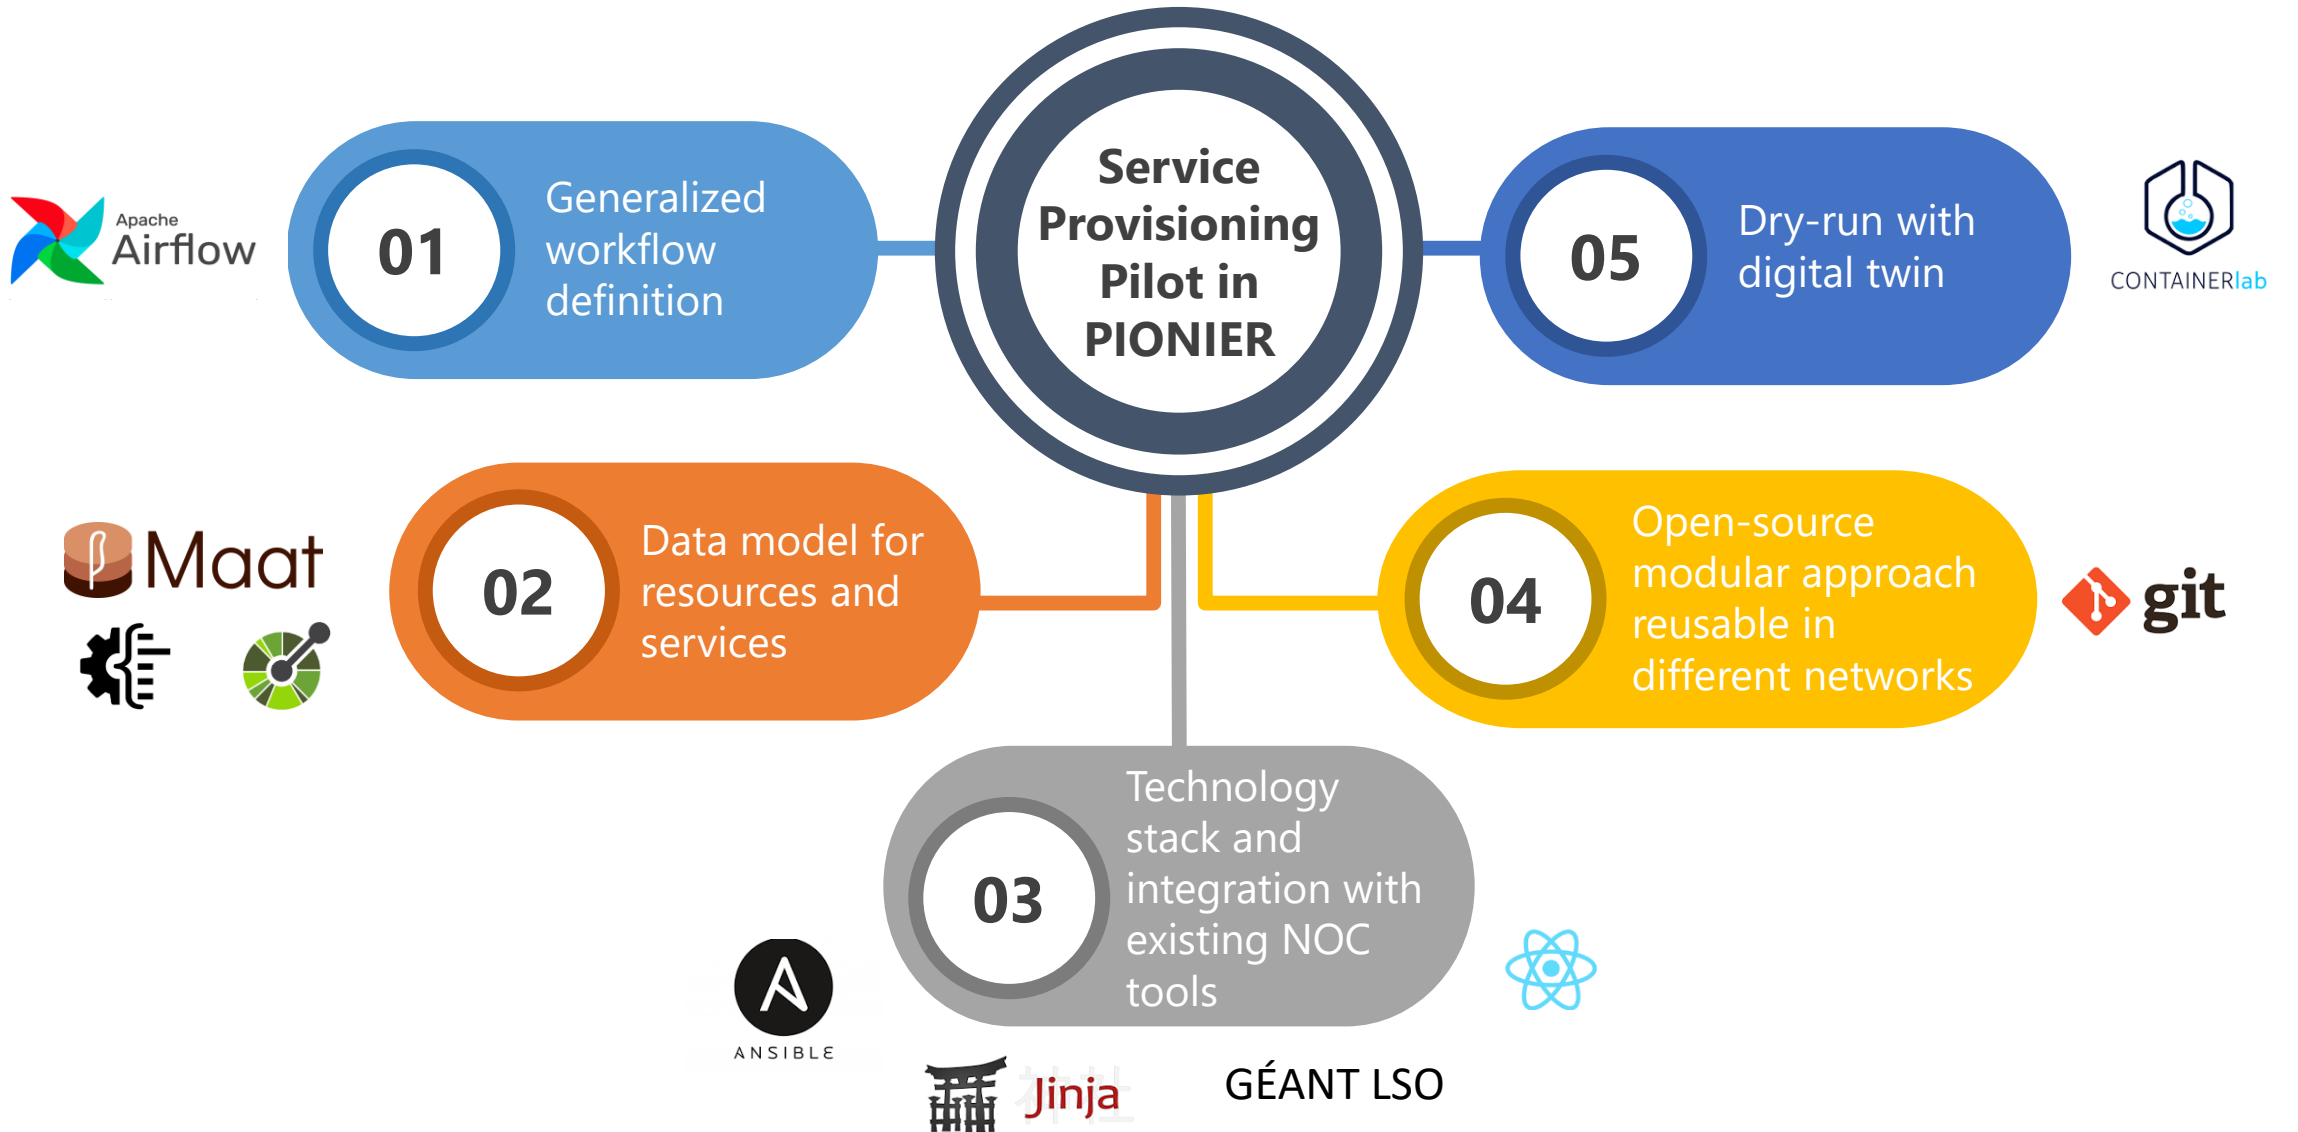 Service
Provisioning
Pilot in
PIONIER
Apache
Airflow
01
Generalized
workflow
definition
Maat
02
Data model for
resources and
services
03
Technology
stack and
integration with
existing NOC
tools
ANSIBLE
神社
Jinja
GÉANT LSO
04
Open-source
modular approach
reusable in
different networks
git
05
Dry-run with
digital twin
CONTAINERlab